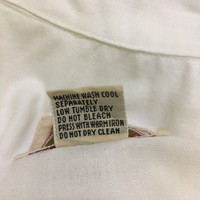 MACHINE WASH COOL
SEPARATELY
LOW TUMBLE DRY
DO NOT BLEACH
PRESS WITH WARM IRON
DO NOT DRY CLEAN